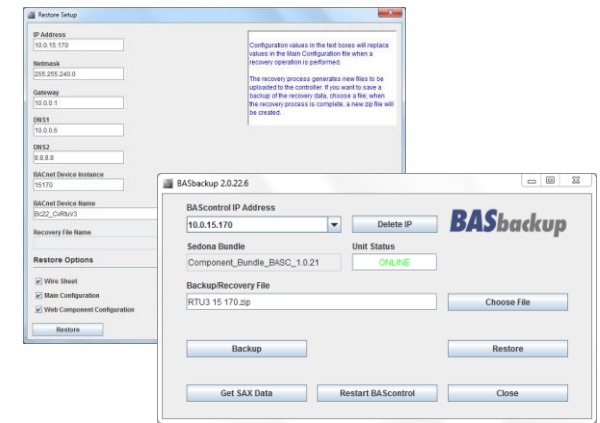 Restore Setup
IP Address
10.0.15.170
Netmask
255.255.240.0
Gateway
10.0.0.1
DNS1
10.0.0.6
DNS2
8.8.8.8
BACnet Device Instance
15170
BACnet Device Name
Bc22_CvRtuV3
Recovery File Name
Restore Options
Wire Sheet
Main Configuration
Web Component Configuration
Restore
Configuration values in the text boxes will replace
values in the Main Configuration file when a
recovery operation is performed.
The recovery process generates new files to be
uploaded to the controller. If you want to save a
backup of the recovery data, choose a file; when
the recovery process is complete, a new zip file will
be created.
BASbackup 2.0.22.6
BAScontrol IP Address
10.0.15.170
Delete IP
BASbackup
Sedona Bundle
Unit Status
Component_Bundle_BASC_1.0.21
ONLINE
Backup/Recovery File
RTU3 15 170.zip
Choose File
Backup
Restore
Get SAX Data
Restart BAScontrol
Close